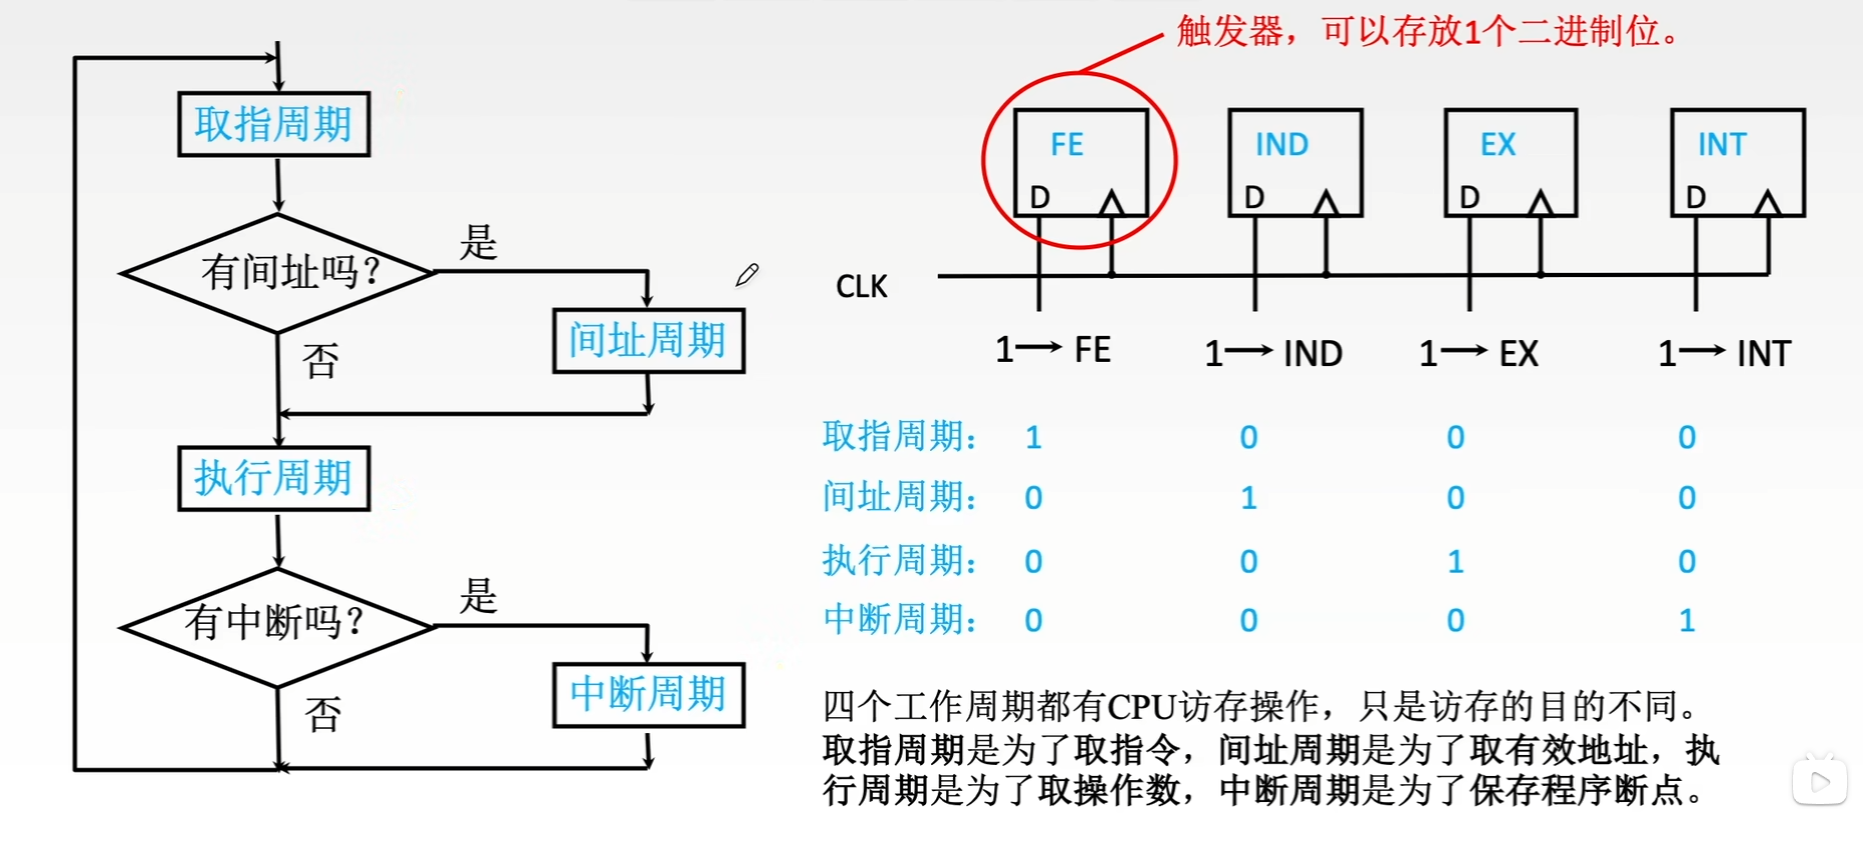 触发器，可以存放1个二进制位。
取指周期
有间址吗？
是
间址周期
否
执行周期
有中断吗？
是
中断周期
否
FE
IND
EX
INT
D
D
D
D
CLK
1→ FE
1→ IND
1→ EX
1→ INT
取指周期： 1 0 0 0
间址周期： 0 1 0 0
执行周期： 0 0 1 0
中断周期： 0 0 0 1
四个工作周期都有CPU访存操作，只是访存的目的不同。
取指周期是为了取指令，间址周期是为了取有效地址，执
行周期是为了取操作数，中断周期是为了保存程序断点。